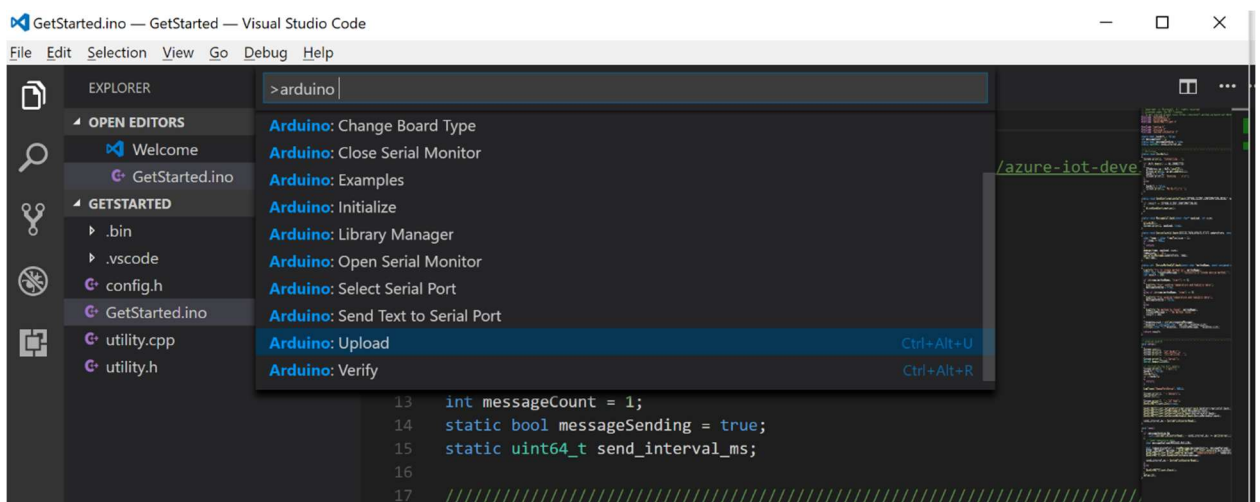 GetStarted.ino — GetStarted — Visual Studio Code
File Edit Selection View Go Debug Help
EXPLORER
OPEN EDITORS
Welcome
GetStarted.ino
GETSTARTED
.bin
.vscode
config.h
GetStarted.ino
utility.cpp
utility.h
>arduino
Arduino: Change Board Type
Arduino: Close Serial Monitor
Arduino: Examples
Arduino: Initialize
Arduino: Library Manager
Arduino: Open Serial Monitor
Arduino: Select Serial Port
Arduino: Send Text to Serial Port
Arduino: Upload Ctrl+Alt+U
Arduino: Verify Ctrl+Alt+R
/azure-iot-deve
13 int messageCount = 1;
14 static bool messageSending = true;
15 static uint64_t send_interval_ms;
16
17 //////////////////////////////////////////////////////////////////////////